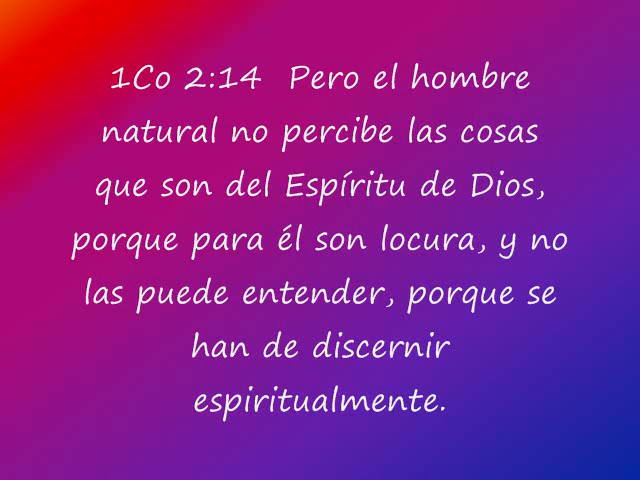 1Co 2:14  Pero el hombre
natural no percibe las cosas
que son del Espíritu de Dios,
porque para él son locura, y no
las puede entender, porque se
han de discernir
espiritualmente.